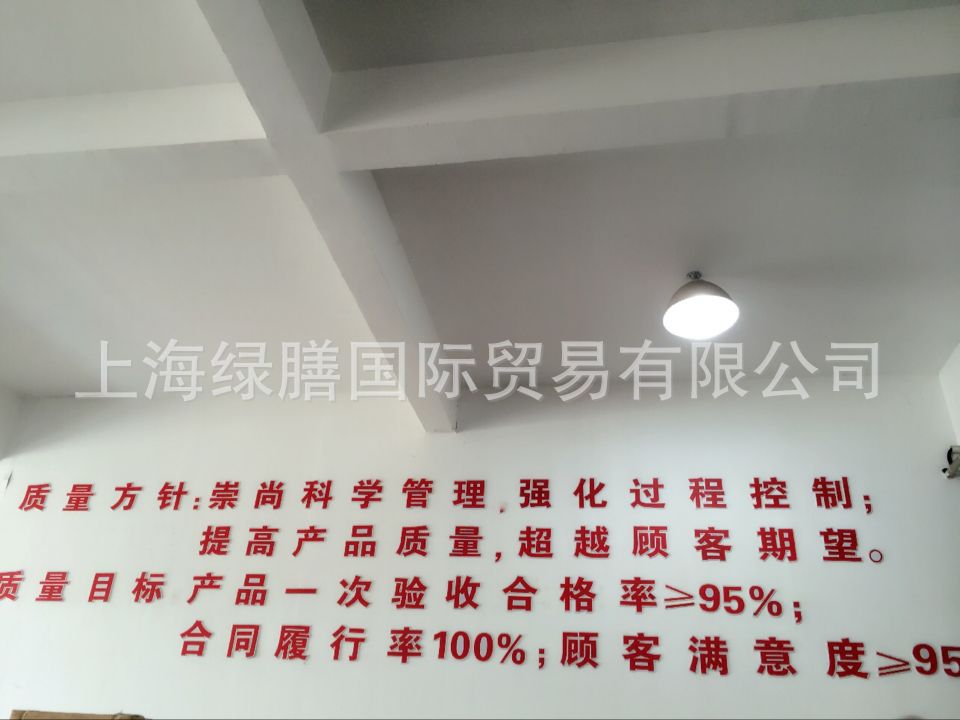 上海绿膳国际贸易有限公司
质量方针:崇尚科学管理,强化过程控制;
提高产品质量,超越顾客期望。
质量目标产品一次验收合格率≥95%;
合同履行率100%;顾客满意度≥95